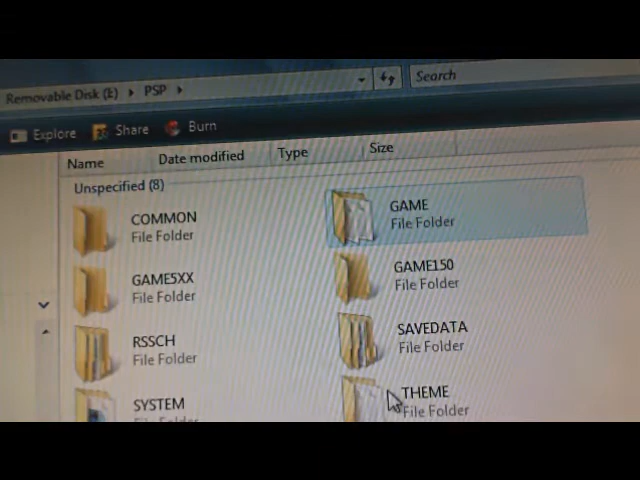 Removable Disk (E) ▸ PSP ▸
Search
Explore Share Burn
Name Date modified Type Size
Unspecified (8)
COMMON
File Folder
GAME
File Folder
GAME5XX
File Folder
GAME150
File Folder
RSSCH
File Folder
SAVEDATA
File Folder
SYSTEM
THEME
File Folder